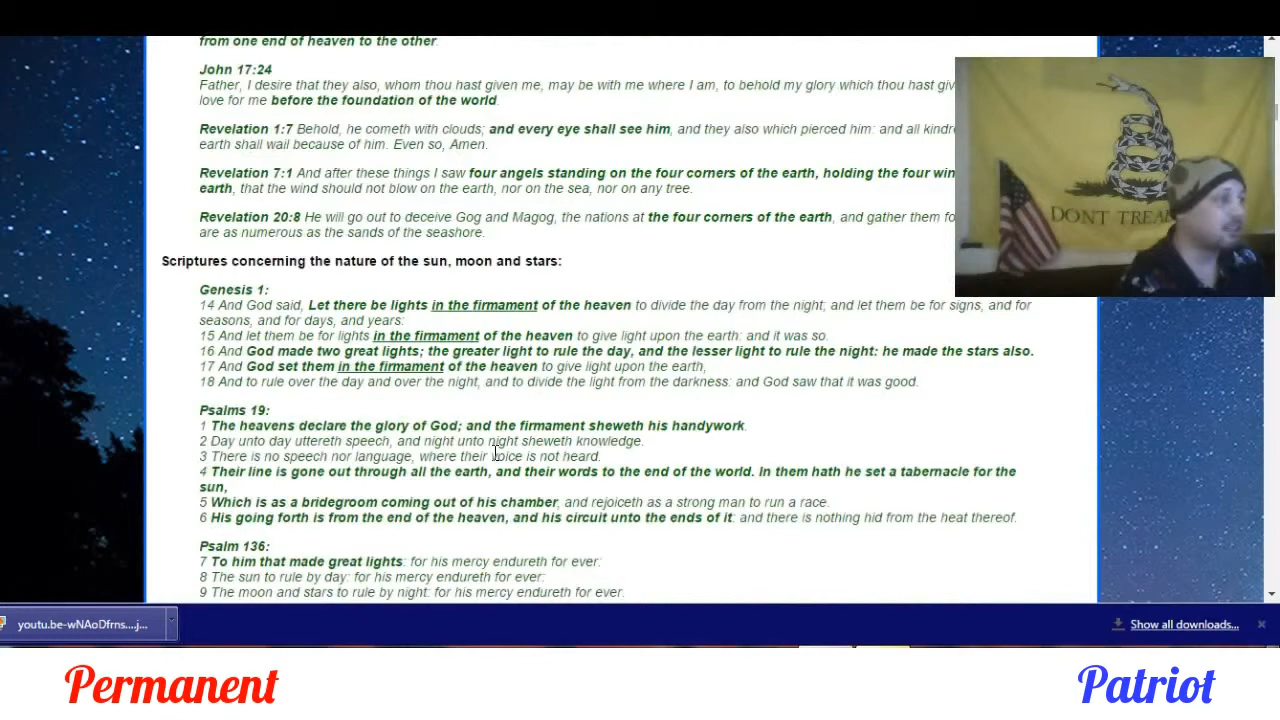 from one end of heaven to the other.
John 17:24
Father, I desire that they also, whom thou hast given me, may be with me where I am, to behold my glory which thou hast
love for me before the foundation of the world.
Revelation 1:7 Behold, he cometh with clouds; and every eye shall see him, and they also which pierced him: and all
earth shall wail because of him. Even so, Amen.
Revelation 7:1 And after these things I saw four angels standing on the four corners of the earth, holding the four
earth, that the wind should not blow on the earth, nor on the sea, nor on any tree.
Revelation 20:8 He will go out to deceive Gog and Magog, the nations at the four corners of the earth, and gather them
are as numerous as the sands of the seashore.
DONT TREA
Scriptures concerning the nature of the sun, moon and stars:
Genesis 1:
14 And God said, Let there be lights in the firmament of the heaven to divide the day from the night; and let them be for signs, and for
seasons, and for days, and years:
15 And let them be for lights in the firmament of the heaven to give light upon the earth: and it was so.
16 And God made two great lights; the greater light to rule the day, and the lesser light to rule the night: he made the stars also.
17 And God set them in the firmament of the heaven to give light upon the earth,
18 And to rule over the day and over the night, and to divide the light from the darkness: and God saw that it was good.
Psalms 19:
1 The heavens declare the glory of God; and the firmament sheweth his handywork.
2 Day unto day uttereth speech, and night unto night sheweth knowledge.
3 There is no speech nor language, where their voice is not heard.
4 Their line is gone out through all the earth, and their words to the end of the world. In them hath he set a tabernacle for the
sun,
5 Which is as a bridegroom coming out of his chamber, and rejoiceth as a strong man to run a race.
6 His going forth is from the end of the heaven, and his circuit unto the ends of it: and there is nothing hid from the heat thereof.
Psalm 136:
7 To him that made great lights: for his mercy endureth for ever:
8 The sun to rule by day: for his mercy endureth for ever:
9 The moon and stars to rule by night: for his mercy endureth for ever.
youtu.be-wNAoDfrns....j...
Show all downloads...
Permanent
Patriot